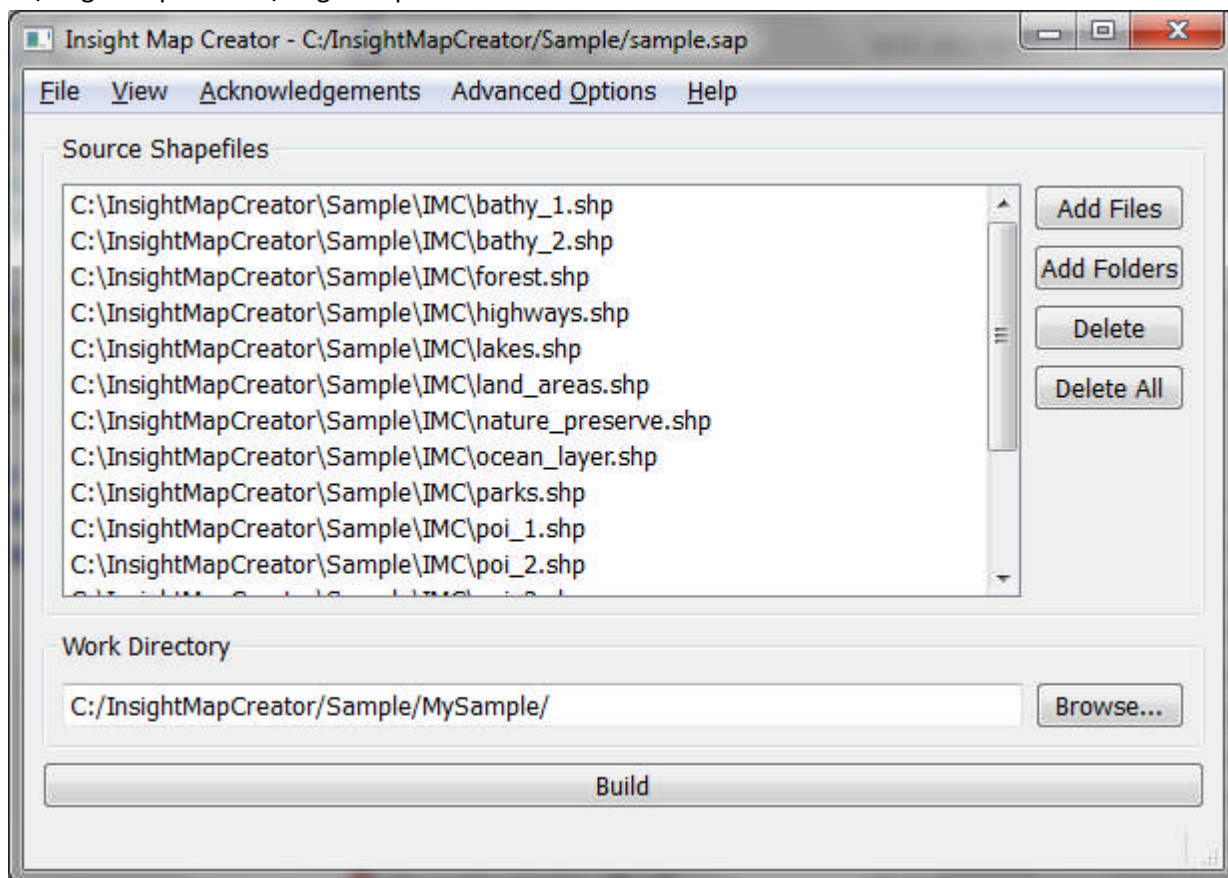 Insight Map Creator - C:/InsightMapCreator/Sample/sample.sap
File View Acknowledgements Advanced Options Help
Source Shapefiles
C:\InsightMapCreator\Sample\IMC\bathy_1.shp
C:\InsightMapCreator\Sample\IMC\bathy_2.shp
C:\InsightMapCreator\Sample\IMC\forest.shp
C:\InsightMapCreator\Sample\IMC\highways.shp
C:\InsightMapCreator\Sample\IMC\lakes.shp
C:\InsightMapCreator\Sample\IMC\land_areas.shp
C:\InsightMapCreator\Sample\IMC\nature_preserve.shp
C:\InsightMapCreator\Sample\IMC\ocean_layer.shp
C:\InsightMapCreator\Sample\IMC\parks.shp
C:\InsightMapCreator\Sample\IMC\poi_1.shp
C:\InsightMapCreator\Sample\IMC\poi_2.shp
Add Files
Add Folders
Delete
Delete All
Work Directory
C:/InsightMapCreator/Sample/MySample/
Browse...
Build